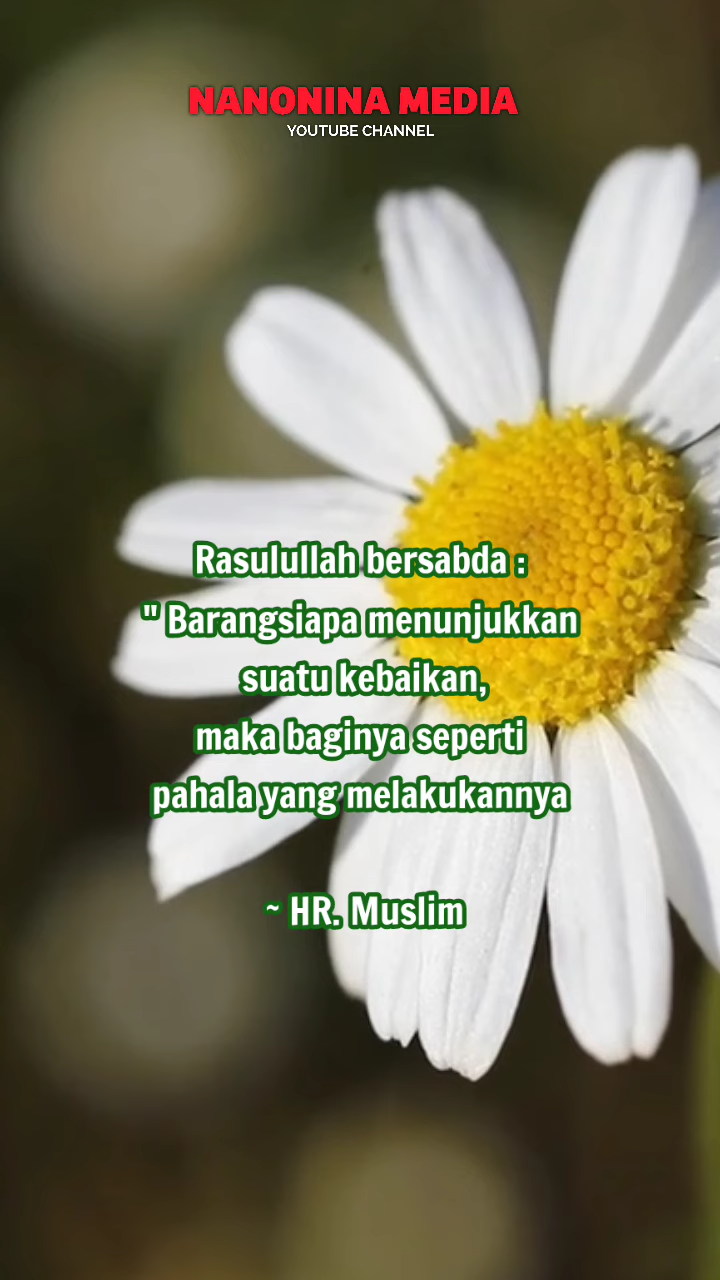 NANONINA MEDIA
YOUTUBE CHANNEL
Rasulullah bersabda :
" Barangsiapa menunjukkan
suatu kebaikan,
maka baginya seperti
pahala yang melakukannya
~ HR. Muslim